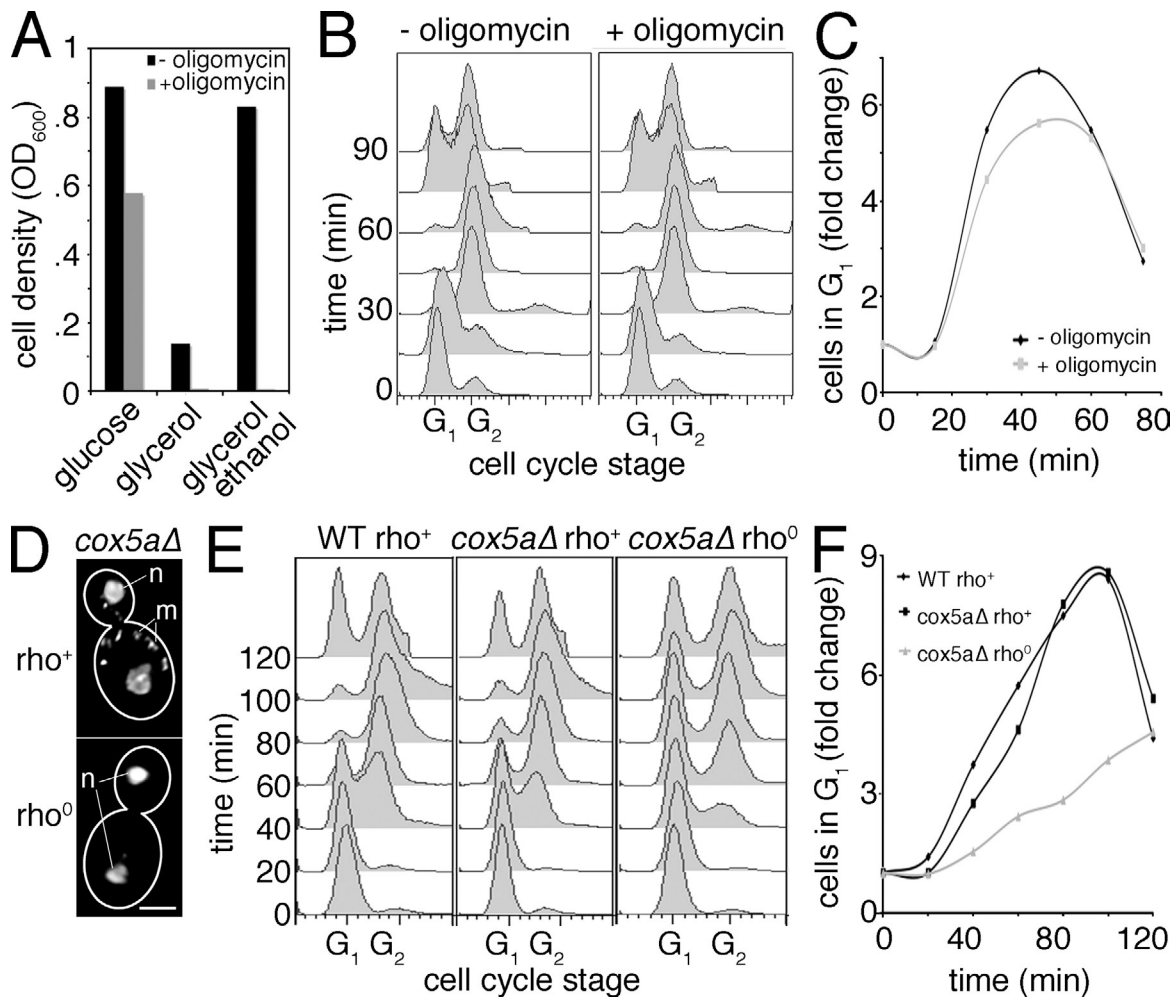 A
1
.8
.6
.4
.2
0
cell density (OD600)
- oligomycin
+oligomycin
glucose
glycerol
glycerol ethanol
B
- oligomycin
+ oligomycin
90
60
30
0
time (min)
G1 G2
G1 G2
cell cycle stage
C
6
4
2
0
cells in G1 (fold change)
- oligomycin
+ oligomycin
0 20 40 60 80
time (min)
D
cox5aΔ
n
m
rho+
n
rho0
E
WT rho+
cox5aΔ rho+
cox5aΔ rho0
120
100
80
60
40
20
0
time (min)
G1 G2
G1 G2
G1 G2
cell cycle stage
F
9
6
3
0
cells in G1 (fold change)
WT rho+
cox5aΔ rho+
cox5aΔ rho0
0 40 80 120
time (min)